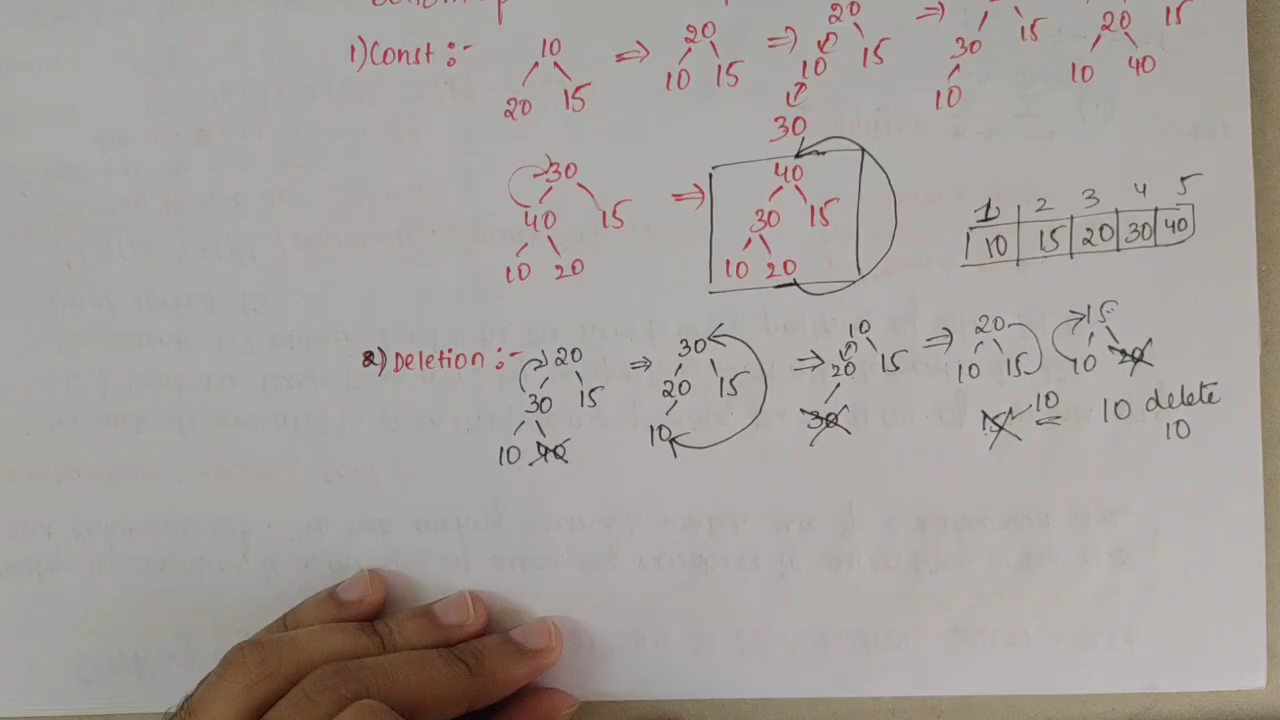 20 ⇒
1) Const :- 10 ⇒ 20 ⇒ 10 15 30 15 20 15
20 15 10 15 30 10 10 40
30 ⇒ 40
40 15 30 15
10 20 10 20
1 2 3 4 5
10 15 20 30 40
2) Deletion :- 20 ⇒ 30 ⇒ 10 ⇒ 20 15
30 15 20 15 20 15 10 15 10 20
10 40 10 30 15 10 10 delete
10